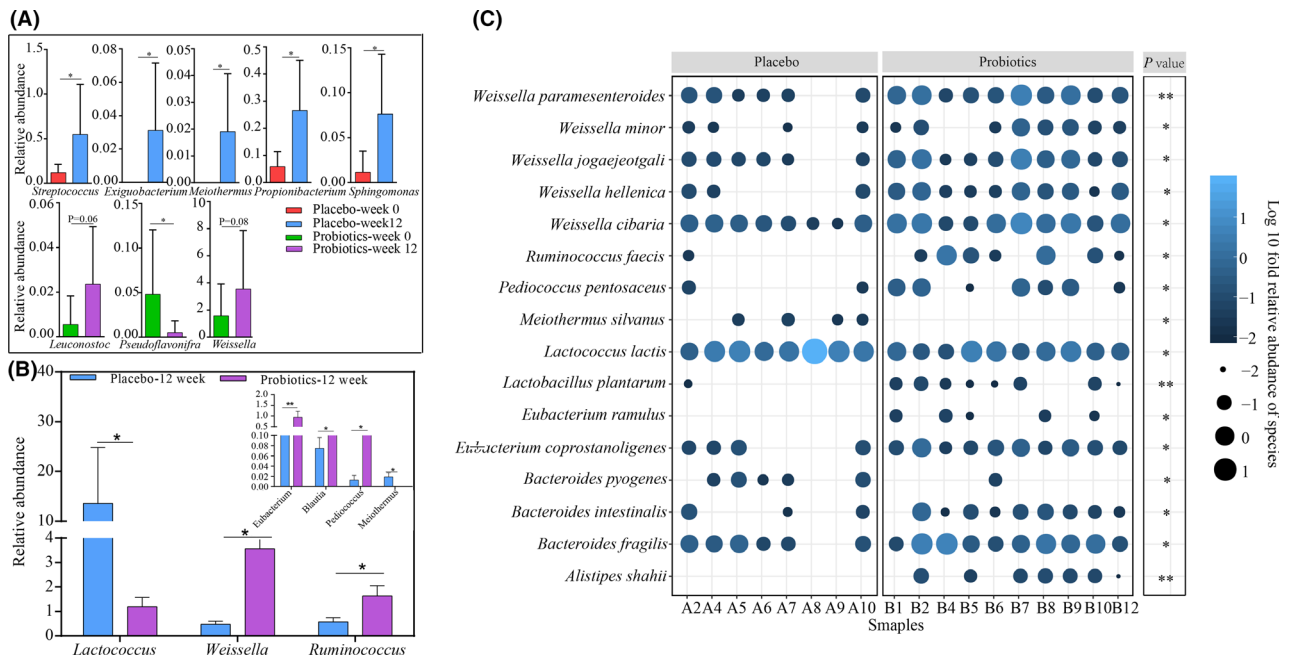 (A)
Relative abundance
1.5
1.0
0.5
0.0
*
Streptococcus
0.08
0.06
0.04
0.02
0.00
*
Exiguobacterium
0.05
0.04
0.03
0.02
0.01
0.00
*
Meiothermus
0.5
0.4
0.3
0.2
0.1
0.0
*
Propionibacterium
0.15
0.10
0.05
0.00
*
Sphingomonas
Relative abundance
0.06
0.04
0.02
0.00
P=0.06
Leuconostoc
0.15
0.10
0.05
0.00
*
Pseudoflavonifra
10
8
6
4
2
0
P=0.08
Weissella
Placebo-week 0
Placebo-week12
Probiotics-week 0
Probiotics-week 12
(B)
Relative abundance
40
30
20
10
4
3
2
1
0
Placebo-12 week
Probiotics-12 week
*
*
*
Lactococcus
Weissella
Ruminococcus
2.0
1.5
1.0
0.5
0.10
0.08
0.06
0.04
0.02
0.00
**
*
*
*
Eubacterium
Blautia
Pediococcus
Meiothermus
(C)
Placebo
Probiotics
P value
Weissella paramesenteroides **
Weissella minor *
Weissella jogaejeotgali *
Weissella hellenica *
Weissella cibaria *
Ruminococcus faecis *
Pediococcus pentosaceus *
Meiothermus silvanus *
Lactococcus lactis *
Lactobacillus plantarum **
Eubacterium ramulus *
Eubacterium coprostanoligenes *
Bacteroides pyogenes *
Bacteroides intestinalis *
Bacteroides fragilis *
Alistipes shahii **
A2 A4 A5 A6 A7 A8 A9 A10 B1 B2 B4 B5 B6 B7 B8 B9 B10 B12
Smaples
1
0
−1
−2
−2
−1
0
1
Log 10 fold relative abudance of species